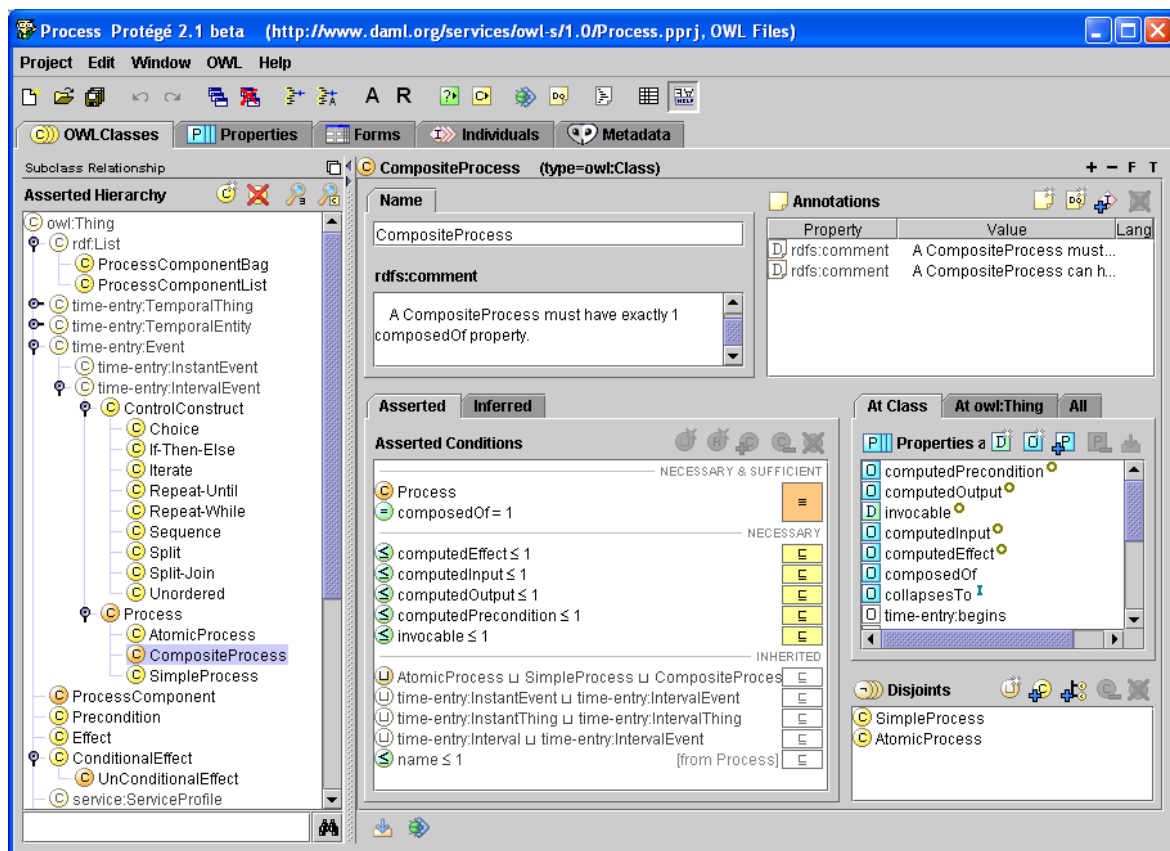 Process Protégé 2.1 beta (http://www.daml.org/services/owl-s/1.0/Process.pprj, OWL Files)
Project Edit Window OWL Help
A R
OWLClasses Properties Forms Individuals Metadata
Subclass Relationship
Asserted Hierarchy
owl:Thing
rdf:List
ProcessComponentBag
ProcessComponentList
time-entry:TemporalThing
time-entry:TemporalEntity
time-entry:Event
time-entry:InstantEvent
time-entry:IntervalEvent
ControlConstruct
Choice
If-Then-Else
Iterate
Repeat-Until
Repeat-While
Sequence
Split
Split-Join
Unordered
Process
AtomicProcess
CompositeProcess
SimpleProcess
ProcessComponent
Precondition
Effect
ConditionalEffect
UnConditionalEffect
service:ServiceProfile
CompositeProcess (type=owl:Class)
+ − F T
Name
CompositeProcess
rdfs:comment
A CompositeProcess must have exactly 1
composedOf property.
Annotations
Property Value Lang
rdfs:comment A CompositeProcess must...
rdfs:comment A CompositeProcess can h...
Asserted Inferred
Asserted Conditions
NECESSARY & SUFFICIENT
Process
composedOf = 1
NECESSARY
computedEffect ≤ 1
computedInput ≤ 1
computedOutput ≤ 1
computedPrecondition ≤ 1
invocable ≤ 1
INHERITED
AtomicProcess ⊔ SimpleProcess ⊔ CompositeProces
time-entry:InstantEvent ⊔ time-entry:IntervalEvent
time-entry:InstantThing ⊔ time-entry:IntervalThing
time-entry:Interval ⊔ time-entry:IntervalEvent
name ≤ 1 [from Process]
At Class At owl:Thing All
Properties a
computedPrecondition
computedOutput
invocable
computedInput
computedEffect
composedOf
collapsesTo
time-entry:begins
Disjoints
SimpleProcess
AtomicProcess